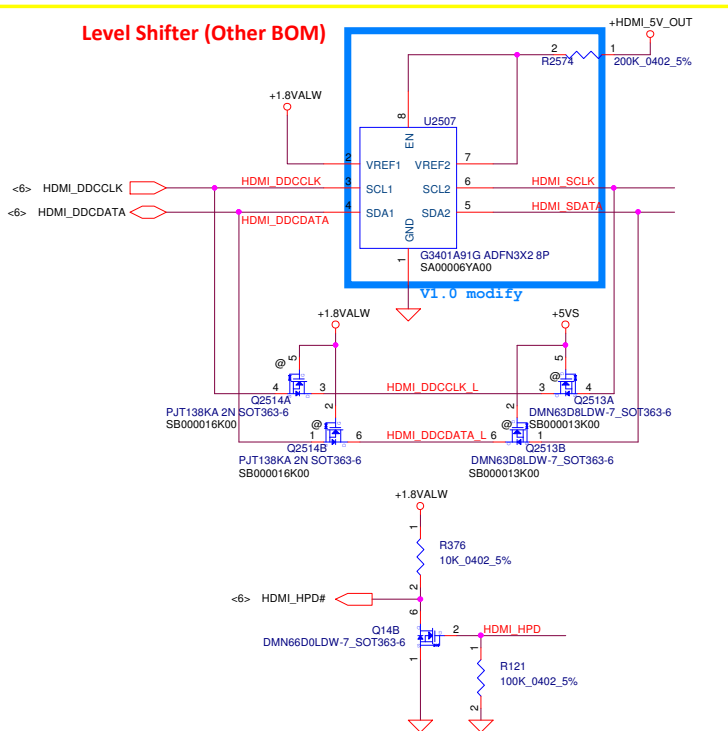 Level Shifter (Other BOM)
+HDMI_5V_OUT
2
1
R2574
200K_0402_5%
+1.8VALW
8
U2507
EN
2
VREF1
VREF2
7
<6> HDMI_DDCCLK
HDMI_DDCCLK
3
SCL1
SCL2
6
HDMI_SCLK
<6> HDMI_DDCDATA
HDMI_DDCDATA
4
SDA1
SDA2
5
HDMI_SDATA
GND
1
G3401A91G ADFN3X2 8P
SA00006YA00
V1.0 modify
+1.8VALW
+5VS
@
5
@
5
4
3
HDMI_DDCCLK_L
3
4
Q2514A
PJT138KA 2N SOT363-6
SB000016K00
Q2513A
DMN63D8LDW-7_SOT363-6
SB000013K00
2
@
2
@
1
6
HDMI_DDCDATA_L
6
1
Q2514B
PJT138KA 2N SOT363-6
SB000016K00
Q2513B
DMN63D8LDW-7_SOT363-6
SB000013K00
+1.8VALW
1
R376
10K_0402_5%
2
<6> HDMI_HPD#
6
Q14B
DMN66D0LDW-7_SOT363-6
2
HDMI_HPD
1
1
R121
100K_0402_5%
2